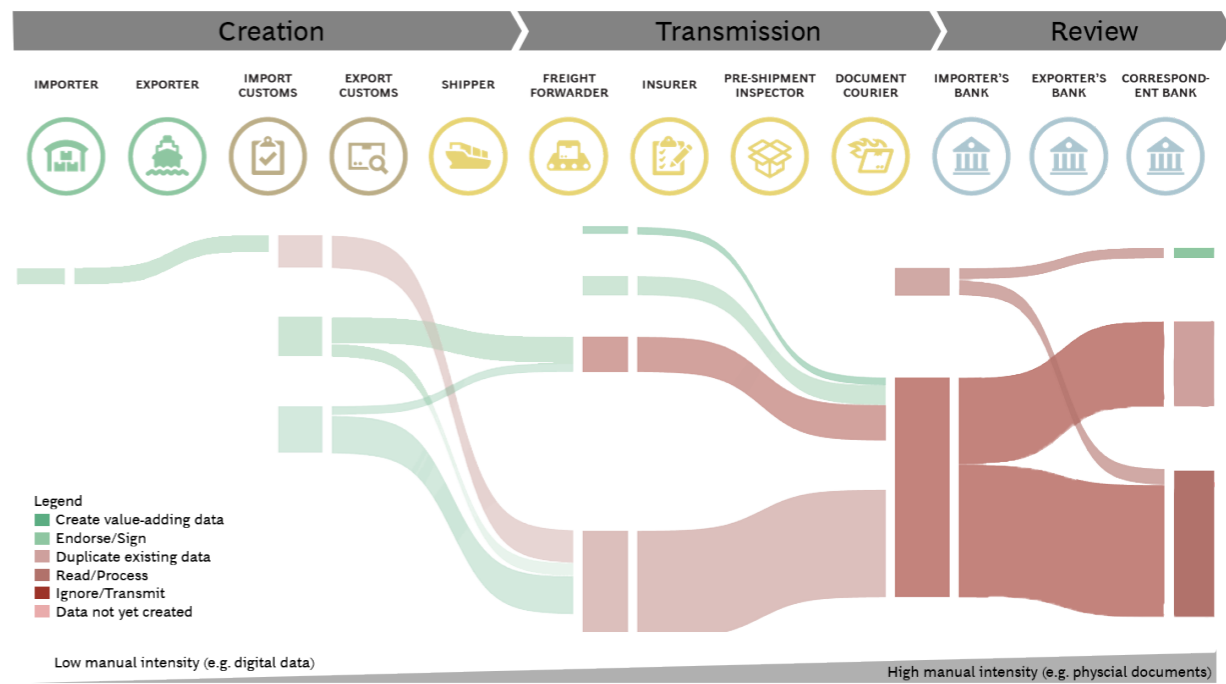 Creation
Transmission
Review
IMPORTER
EXPORTER
IMPORT
CUSTOMS
EXPORT
CUSTOMS
SHIPPER
FREIGHT
FORWARDER
INSURER
PRE-SHIPMENT
INSPECTOR
DOCUMENT
COURIER
IMPORTER'S
BANK
EXPORTER'S
BANK
CORRESPOND-
ENT BANK
Legend
Create value-adding data
Endorse/Sign
Duplicate existing data
Read/Process
Ignore/Transmit
Data not yet created
Low manual intensity (e.g. digital data)
High manual intensity (e.g. physcial documents)